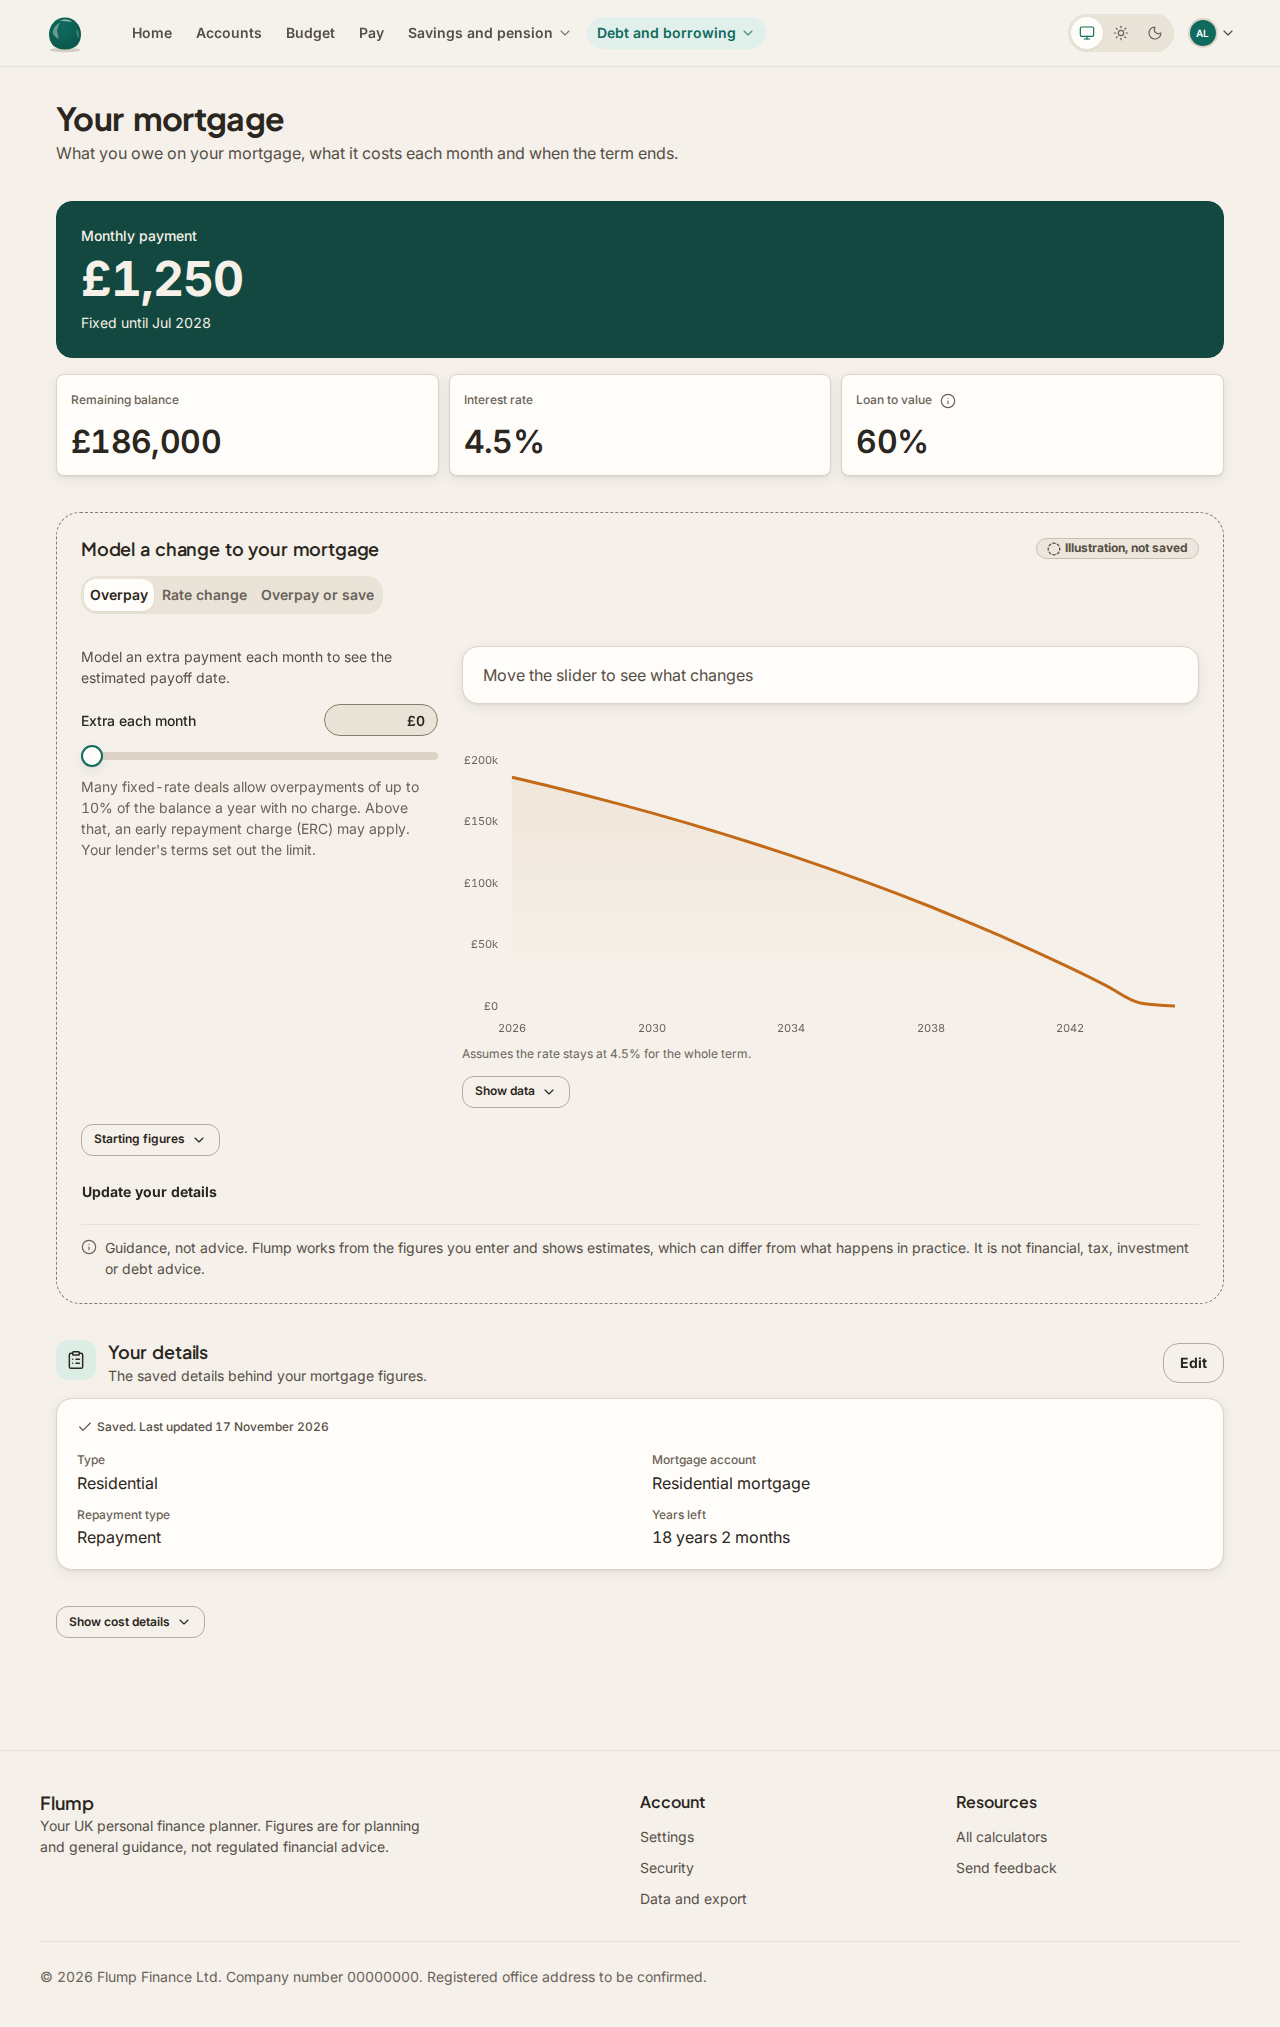 Home
Accounts
Budget
Pay
Savings and pension
Debt and borrowing
AL
Your mortgage
What you owe on your mortgage, what it costs each month and when the term ends.
Monthly payment
£1,250
Fixed until Jul 2028
Remaining balance
£186,000
Interest rate
4.5%
Loan to value
60%
Model a change to your mortgage
Illustration, not saved
Overpay
Rate change
Overpay or save
Model an extra payment each month to see the
estimated payoff date.
Extra each month
£0
Many fixed-rate deals allow overpayments of up to
10% of the balance a year with no charge. Above
that, an early repayment charge (ERC) may apply.
Your lender's terms set out the limit.
Move the slider to see what changes
£200k
£150k
£100k
£50k
£0
2026
2030
2034
2038
2042
Assumes the rate stays at 4.5% for the whole term.
Show data
Starting figures
Update your details
Guidance, not advice. Flump works from the figures you enter and shows estimates, which can differ from what happens in practice. It is not financial, tax, investment
or debt advice.
Your details
The saved details behind your mortgage figures.
Edit
Saved. Last updated 17 November 2026
Type
Residential
Mortgage account
Residential mortgage
Repayment type
Repayment
Years left
18 years 2 months
Show cost details
Flump
Your UK personal finance planner. Figures are for planning
and general guidance, not regulated financial advice.
Account
Settings
Security
Data and export
Resources
All calculators
Send feedback
© 2026 Flump Finance Ltd. Company number 00000000. Registered office address to be confirmed.